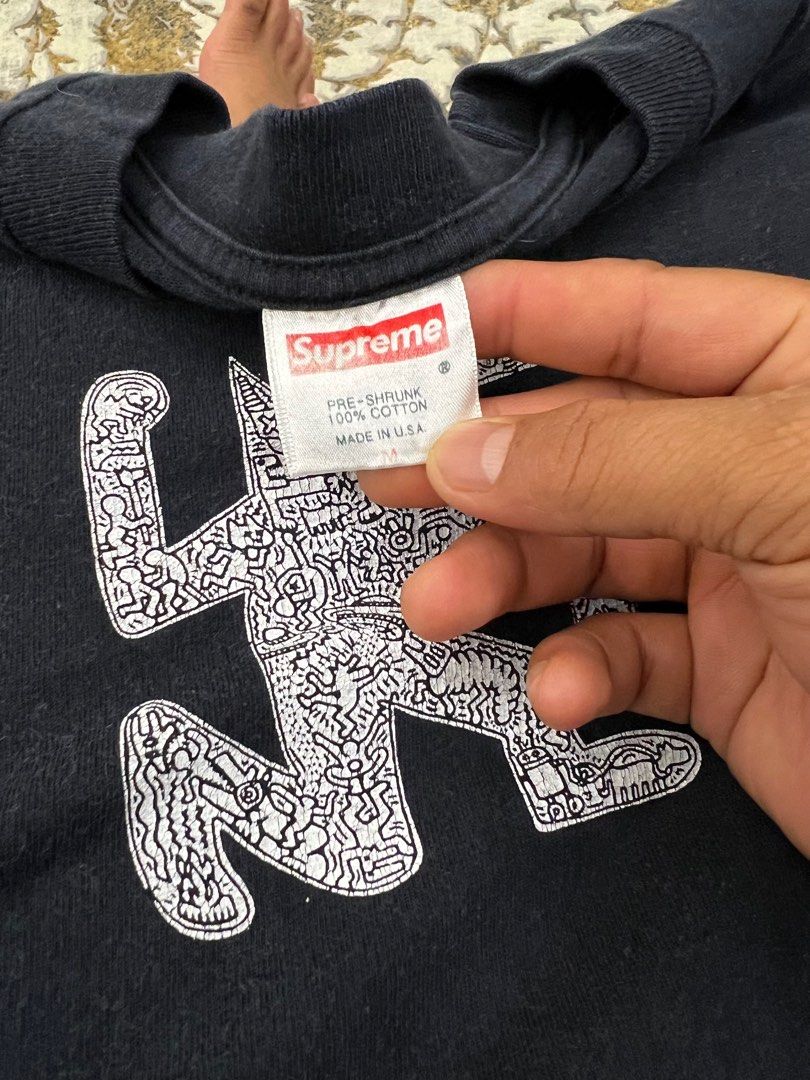 Supreme
®
PRE-SHRUNK
100% COTTON
MADE IN U.S.A.
M